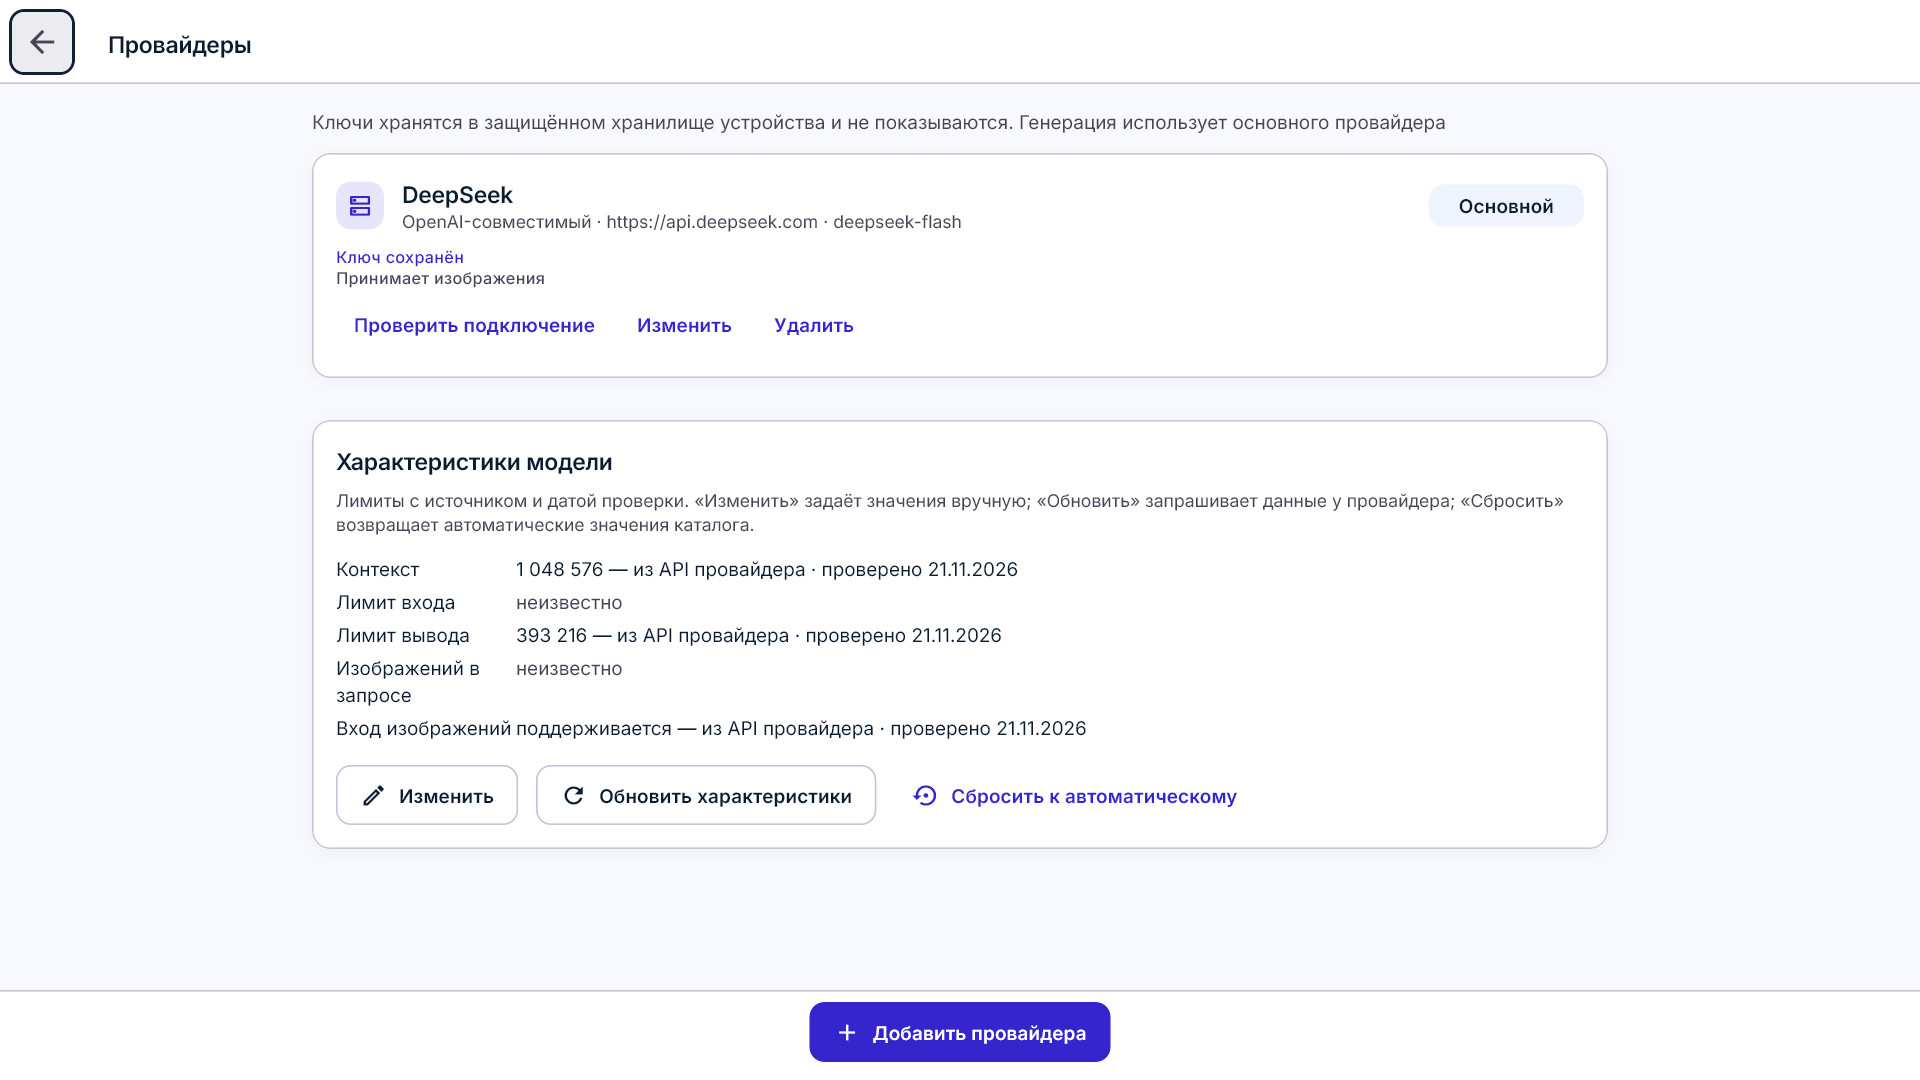 Провайдеры
Ключи хранятся в защищённом хранилище устройства и не показываются. Генерация использует основного провайдера
DeepSeek
OpenAI-совместимый · https://api.deepseek.com · deepseek-flash
Основной
Ключ сохранён
Принимает изображения
Проверить подключение
Изменить
Удалить
Характеристики модели
Лимиты с источником и датой проверки. «Изменить» задаёт значения вручную; «Обновить» запрашивает данные у провайдера; «Сбросить»
возвращает автоматические значения каталога.
Контекст 1 048 576 — из API провайдера · проверено 21.11.2026
Лимит входа неизвестно
Лимит вывода 393 216 — из API провайдера · проверено 21.11.2026
Изображений в неизвестно
запросе
Вход изображений поддерживается — из API провайдера · проверено 21.11.2026
Изменить
Обновить характеристики
Сбросить к автоматическому
Добавить провайдера